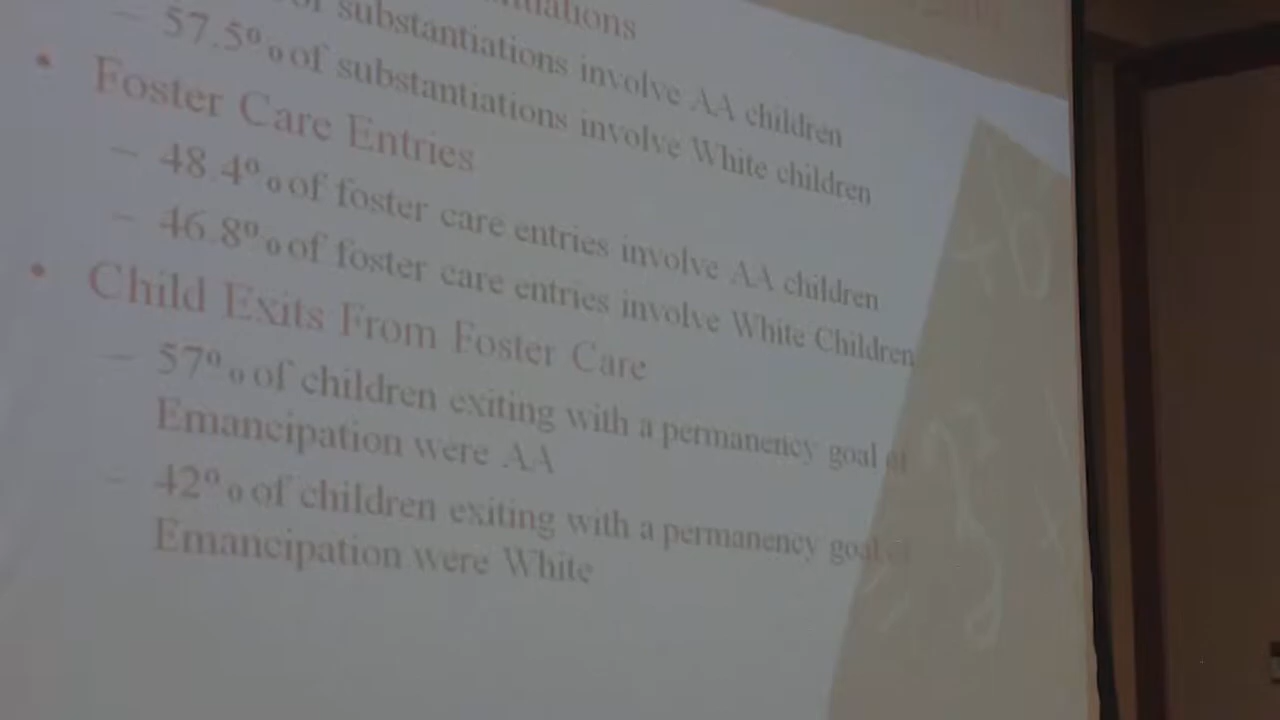 of substantiations involve AA children
– 57.5% of substantiations involve White children
• Foster Care Entries
– 48.4% of foster care entries involve AA children
– 46.8% of foster care entries involve White Children
• Child Exits From Foster Care
– 57% of children exiting with a permanency goal of
Emancipation were AA
– 42% of children exiting with a permanency goal of
Emancipation were White